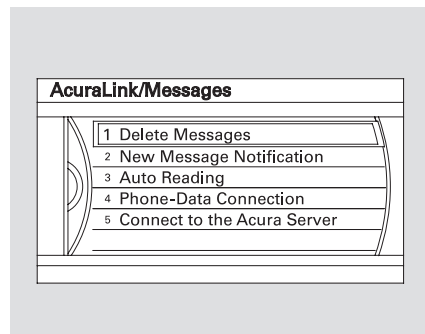 AcuraLink/Messages
1 Delete Messages
2 New Message Notification
3 Auto Reading
4 Phone-Data Connection
5 Connect to the Acura Server